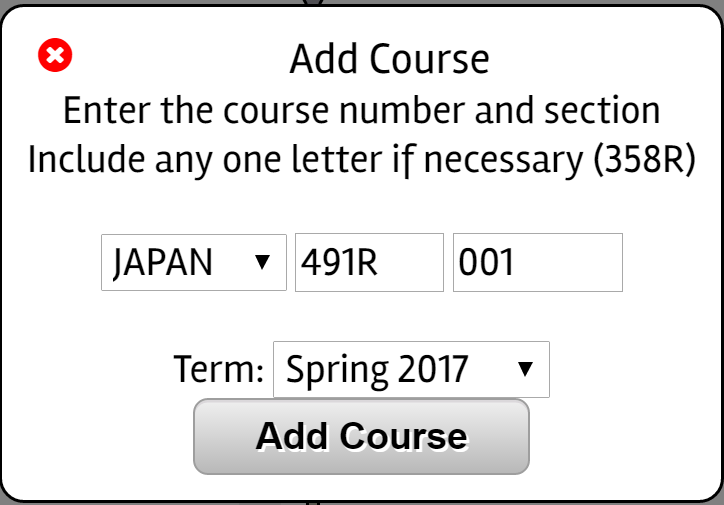 Add Course
Enter the course number and section
Include any one letter if necessary (358R)
JAPAN 491R 001
Term: Spring 2017
Add Course